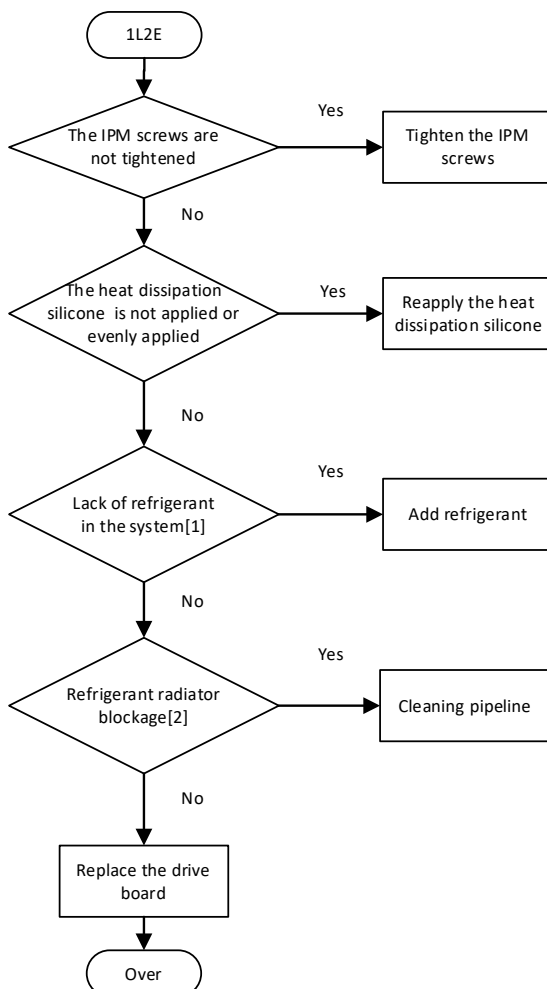 1L2E
The IPM screws are
not tightened
Yes
Tighten the IPM
screws
No
The heat dissipation
silicone is not applied or
evenly applied
Yes
Reapply the heat
dissipation silicone
No
Lack of refrigerant
in the system[1]
Yes
Add refrigerant
No
Refrigerant radiator
blockage[2]
Yes
Cleaning pipeline
No
Replace the drive
board
Over